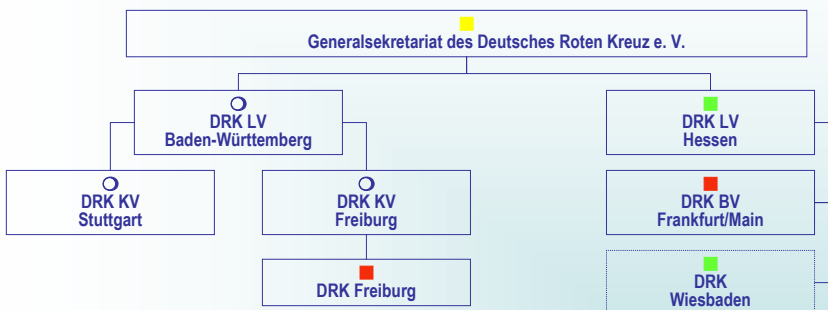 Generalsekretariat des Deutsches Roten Kreuz e. V.
DRK LV
Baden-Württemberg
DRK LV
Hessen
DRK KV
Stuttgart
DRK KV
Freiburg
DRK BV
Frankfurt/Main
DRK Freiburg
DRK
Wiesbaden